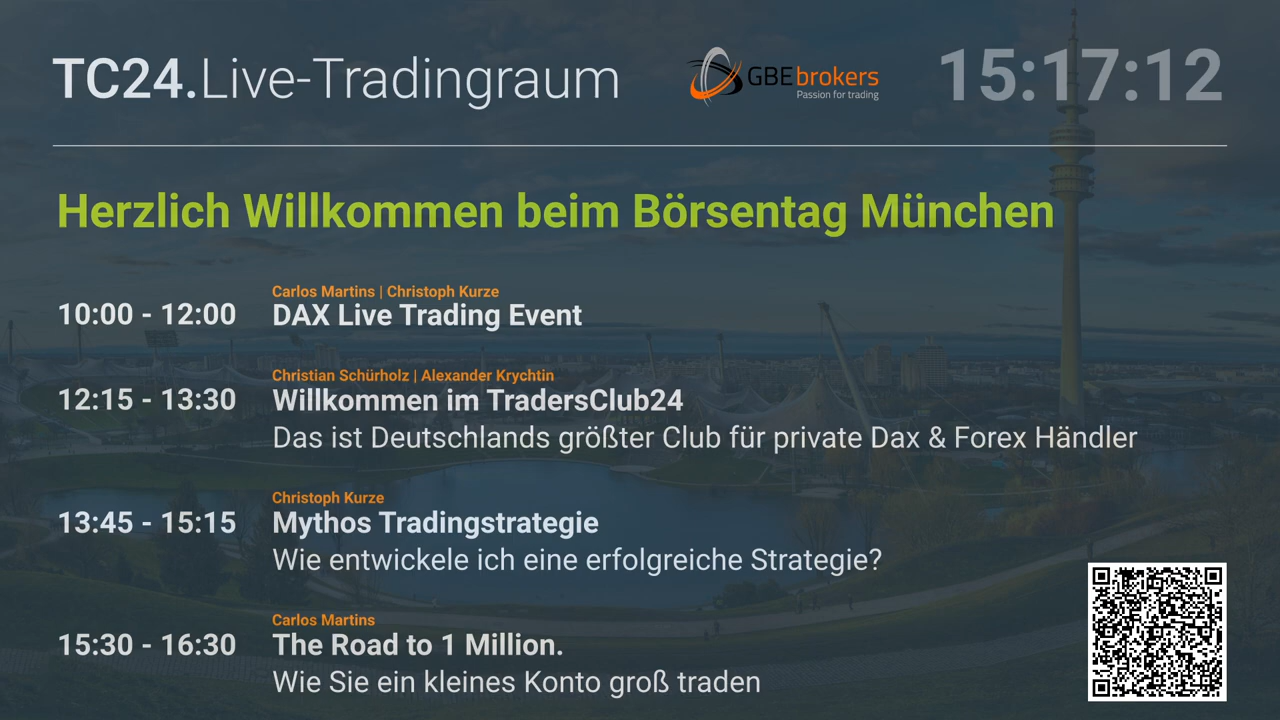 TC24.Live-Tradingraum
GBEbrokers
Passion for trading
15:17:12
Herzlich Willkommen beim Börsentag München
Carlos Martins | Christoph Kurze
10:00 - 12:00 DAX Live Trading Event
Christian Schürholz | Alexander Krychtin
12:15 - 13:30 Willkommen im TradersClub24
Das ist Deutschlands größter Club für private Dax & Forex Händler
Christoph Kurze
13:45 - 15:15 Mythos Tradingstrategie
Wie entwickele ich eine erfolgreiche Strategie?
Carlos Martins
15:30 - 16:30 The Road to 1 Million.
Wie Sie ein kleines Konto groß traden